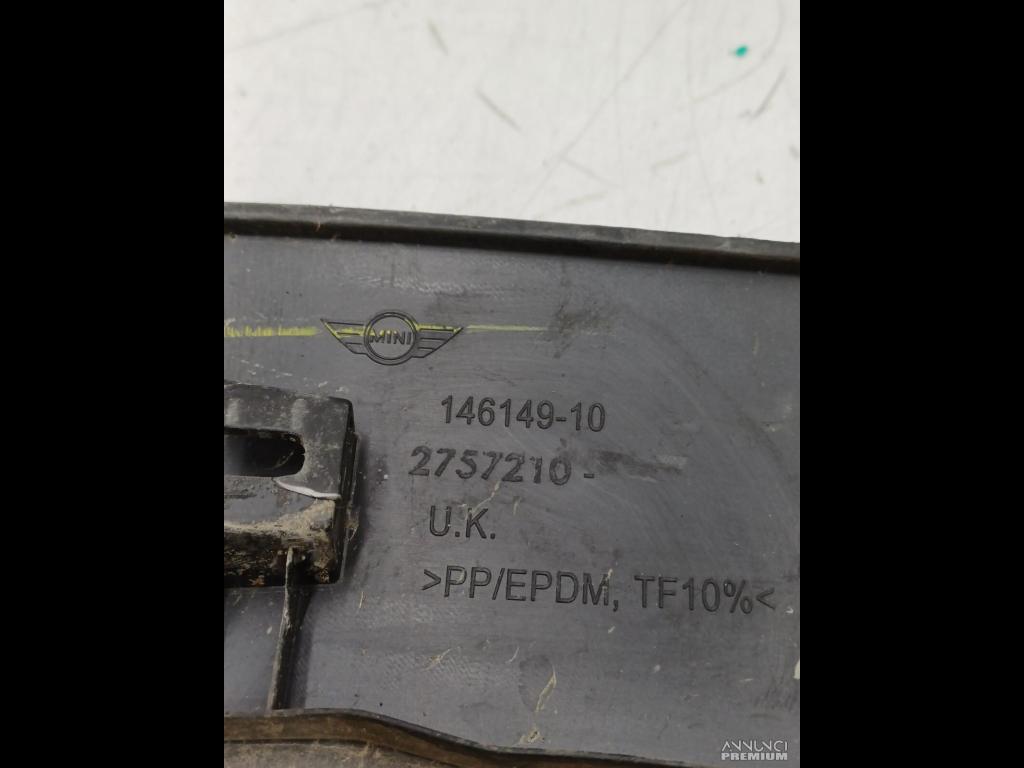 MINI
146149-10
2757210 -
U.K.
>PP/EPDM, TF10%<
ANNUNCI
PREMIUM